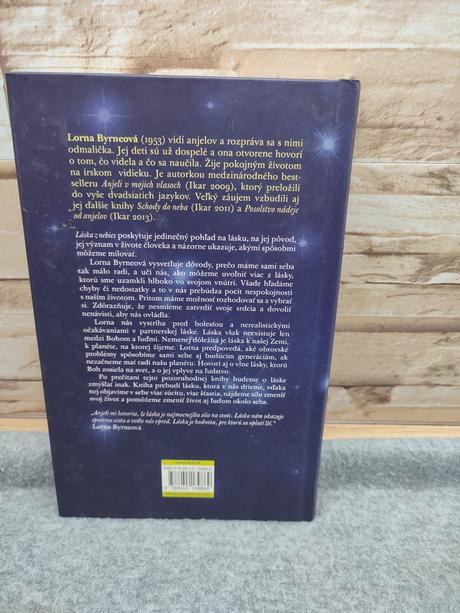 Lorna Byrneová (1953) vidí anjelov a rozpráva sa s nimi
odmalička. Jej deti sú už dospelé a ona otvorene hovorí
o tom, čo videla a čo sa naučila. Žije pokojným životom
na írskom vidieku. Je autorkou medzinárodného best-
selleru Anjeli v mojich vlasoch (Ikar 2009), ktorý preložili
do vyše dvadsiatich jazykov. Veľký záujem vzbudili aj
jej ďalšie knihy Schody do neba (Ikar 2011) a Posolstvo nádeje
od anjelov (Ikar 2013).
Láska z nebies poskytuje jedinečný pohľad na lásku, na jej pôvod,
jej význam v živote človeka a názorne ukazuje, akými spôsobmi
môžeme milovať.
Lorna Byrneová vysvetľuje dôvody, prečo máme sami seba
tak málo radi, a učí nás, ako môžeme uvoľniť viac z lásky,
ktorú sme uzamkli hlboko vo svojom vnútri. Všade hľadáme
chyby či nedostatky a to v nás prebúdza pocit nespokojnosti
s naším životom. Pritom máme možnosť rozhodovať sa a vybrať
si. Zdôrazňuje, že nesmieme zatvrdiť svoje srdcia a dovoliť
nenávisti, aby nás ovládla.
Lorna nás vystríha pred bolesťou a nerealistickými
očakávaniami v partnerskej láske. Láska však neexistuje len
medzi Bohom a ľuďmi. Nemenej dôležitá je láska k našej Zemi,
k planéte, na ktorej žijeme. Lorna predpovedá, aké obrovské
problémy spôsobíme sami sebe aj budúcim generáciám, ak
nezačneme mať radi našu planétu. Hovorí aj o vlne lásky, ktorú
Boh zosiela na svet, a o jej vplyve na ľudstvo.
Po prečítaní tejto pozoruhodnej knihy budeme o láske
zmýšľať inak. Kniha prebudí lásku, ktorá v nás drieme, vďaka
nej objavíme v sebe viac súcitu, viac šťastia, nájdeme silu zmeniť
svoj život a pomôžeme zmeniť život aj ľuďom okolo seba.
„Anjeli mi hovoria, že láska je najmocnejšia sila na svete. Lásku nám ukazuje
správnu cestu a vedie nás vpred. Láska je hodnota, pre ktorú sa oplatí žiť."
Lorna Byrneová